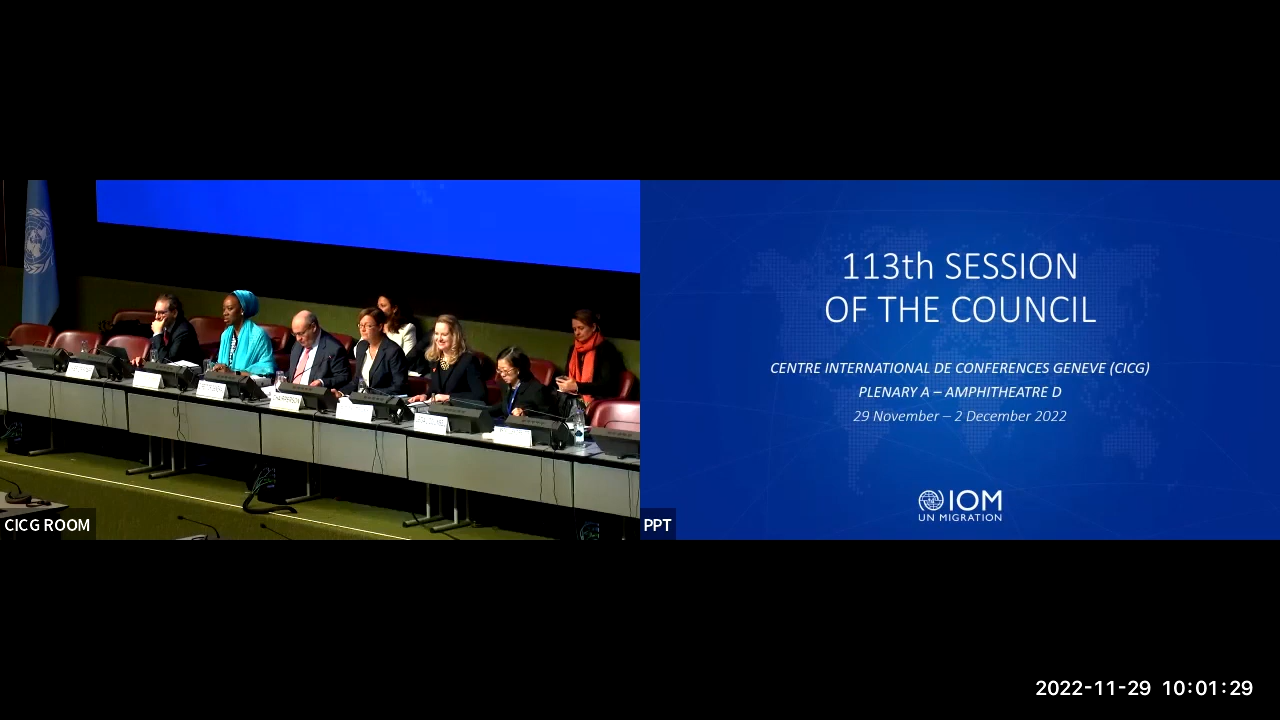 113th SESSION
OF THE COUNCIL
CENTRE INTERNATIONAL DE CONFERENCES GENEVE (CICG)
PLENARY A – AMPHITHEATRE D
29 November – 2 December 2022
IOM
UN MIGRATION
CICG ROOM
PPT
2022-11-29 10:01:29